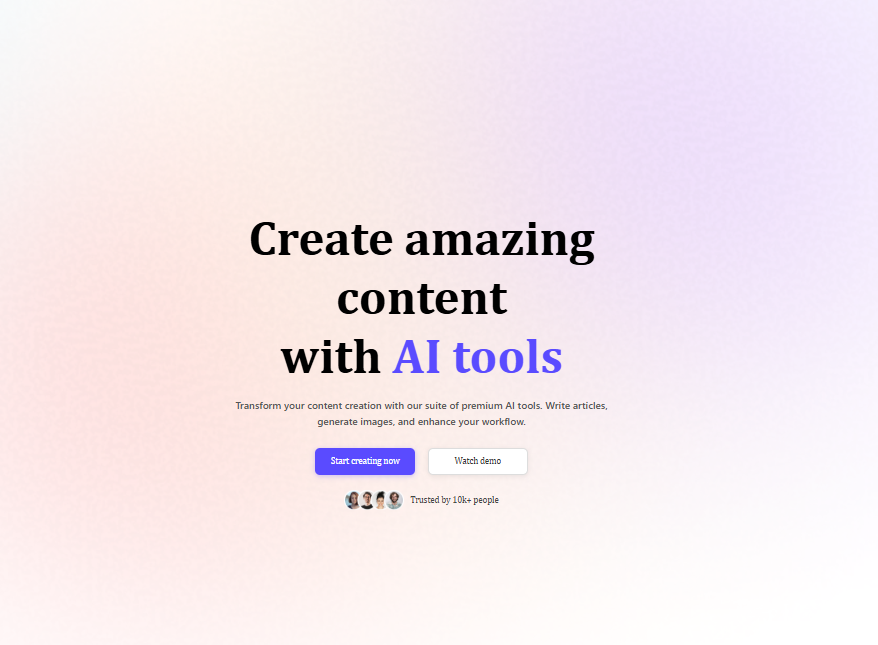 Create amazing
content
with AI tools
Transform your content creation with our suite of premium AI tools. Write articles,
generate images, and enhance your workflow.
Start creating now
Watch demo
Trusted by 10k+ people